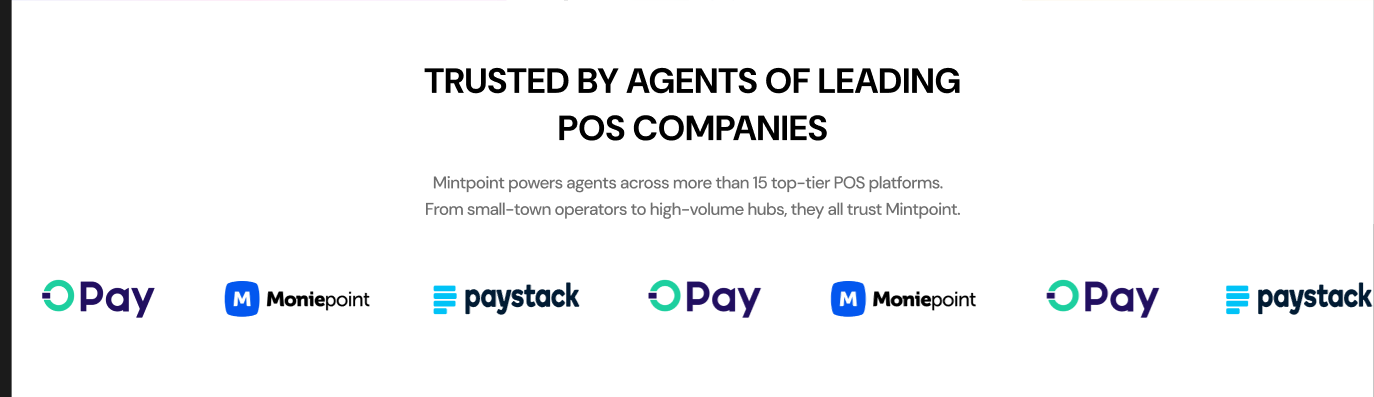 TRUSTED BY AGENTS OF LEADING
POS COMPANIES
Mintpoint powers agents across more than 15 top-tier POS platforms.
From small-town operators to high-volume hubs, they all trust Mintpoint.
OPay M Moniepoint paystack OPay M Moniepoint OPay paystack